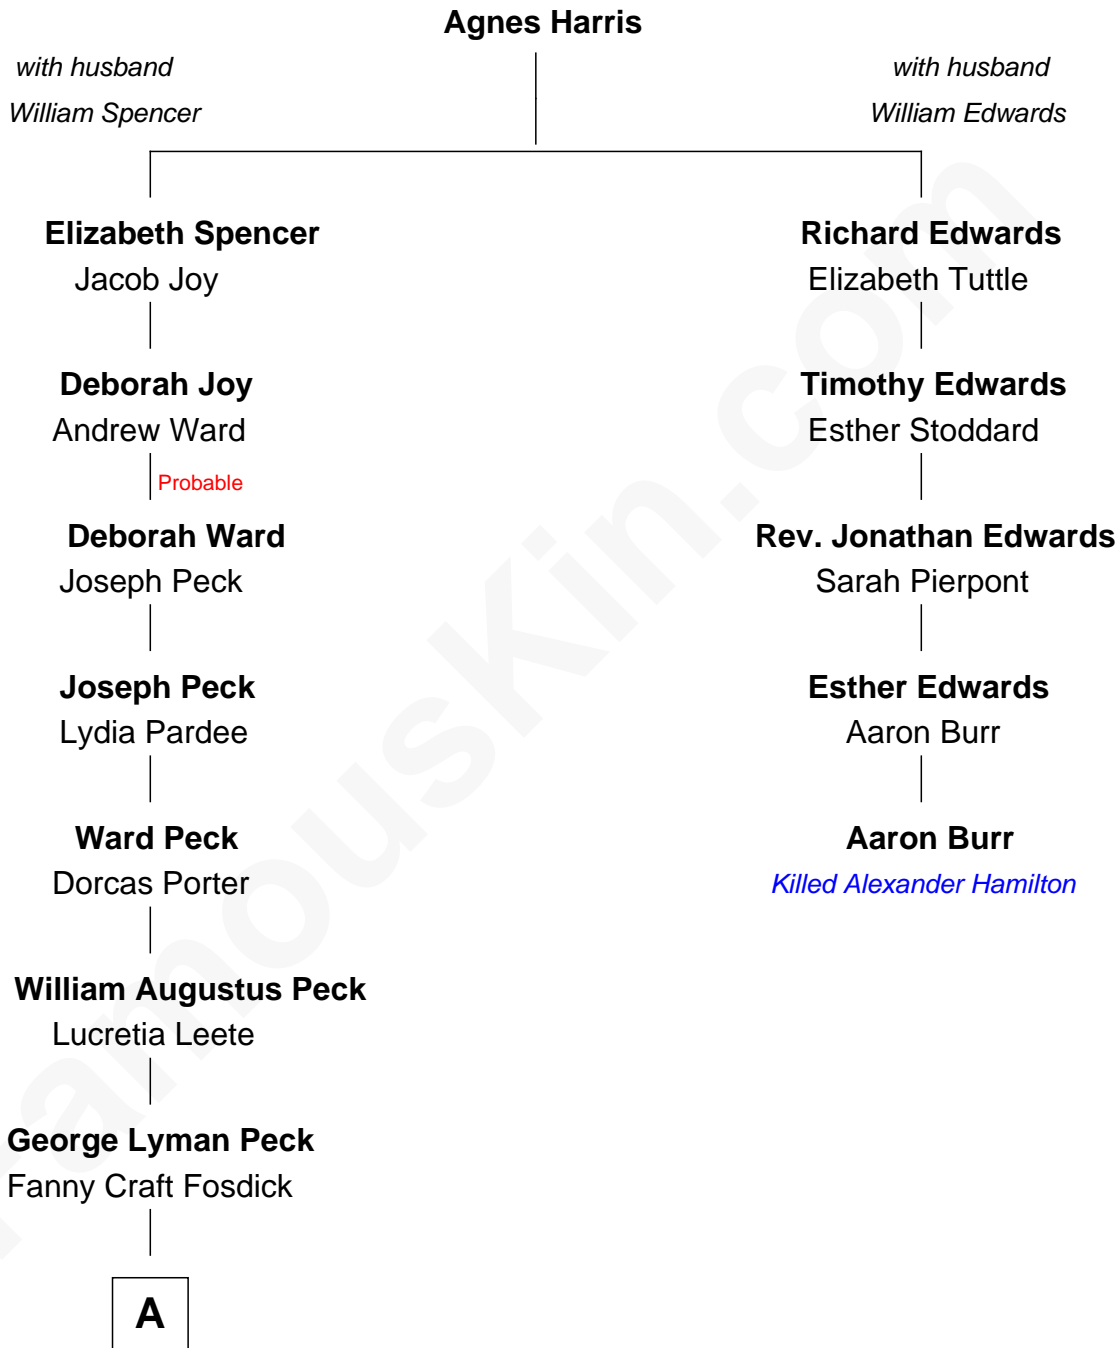 Agnes Harris
with husband
William Spencer
with husband
William Edwards
Elizabeth Spencer
Jacob Joy
Richard Edwards
Elizabeth Tuttle
Deborah Joy
Andrew Ward
Timothy Edwards
Esther Stoddard
Probable
Deborah Ward
Joseph Peck
Rev. Jonathan Edwards
Sarah Pierpont
Joseph Peck
Lydia Pardee
Esther Edwards
Aaron Burr
Ward Peck
Dorcas Porter
Aaron Burr
Killed Alexander Hamilton
William Augustus Peck
Lucretia Leete
George Lyman Peck
Fanny Craft Fosdick
A
FamousKin.com